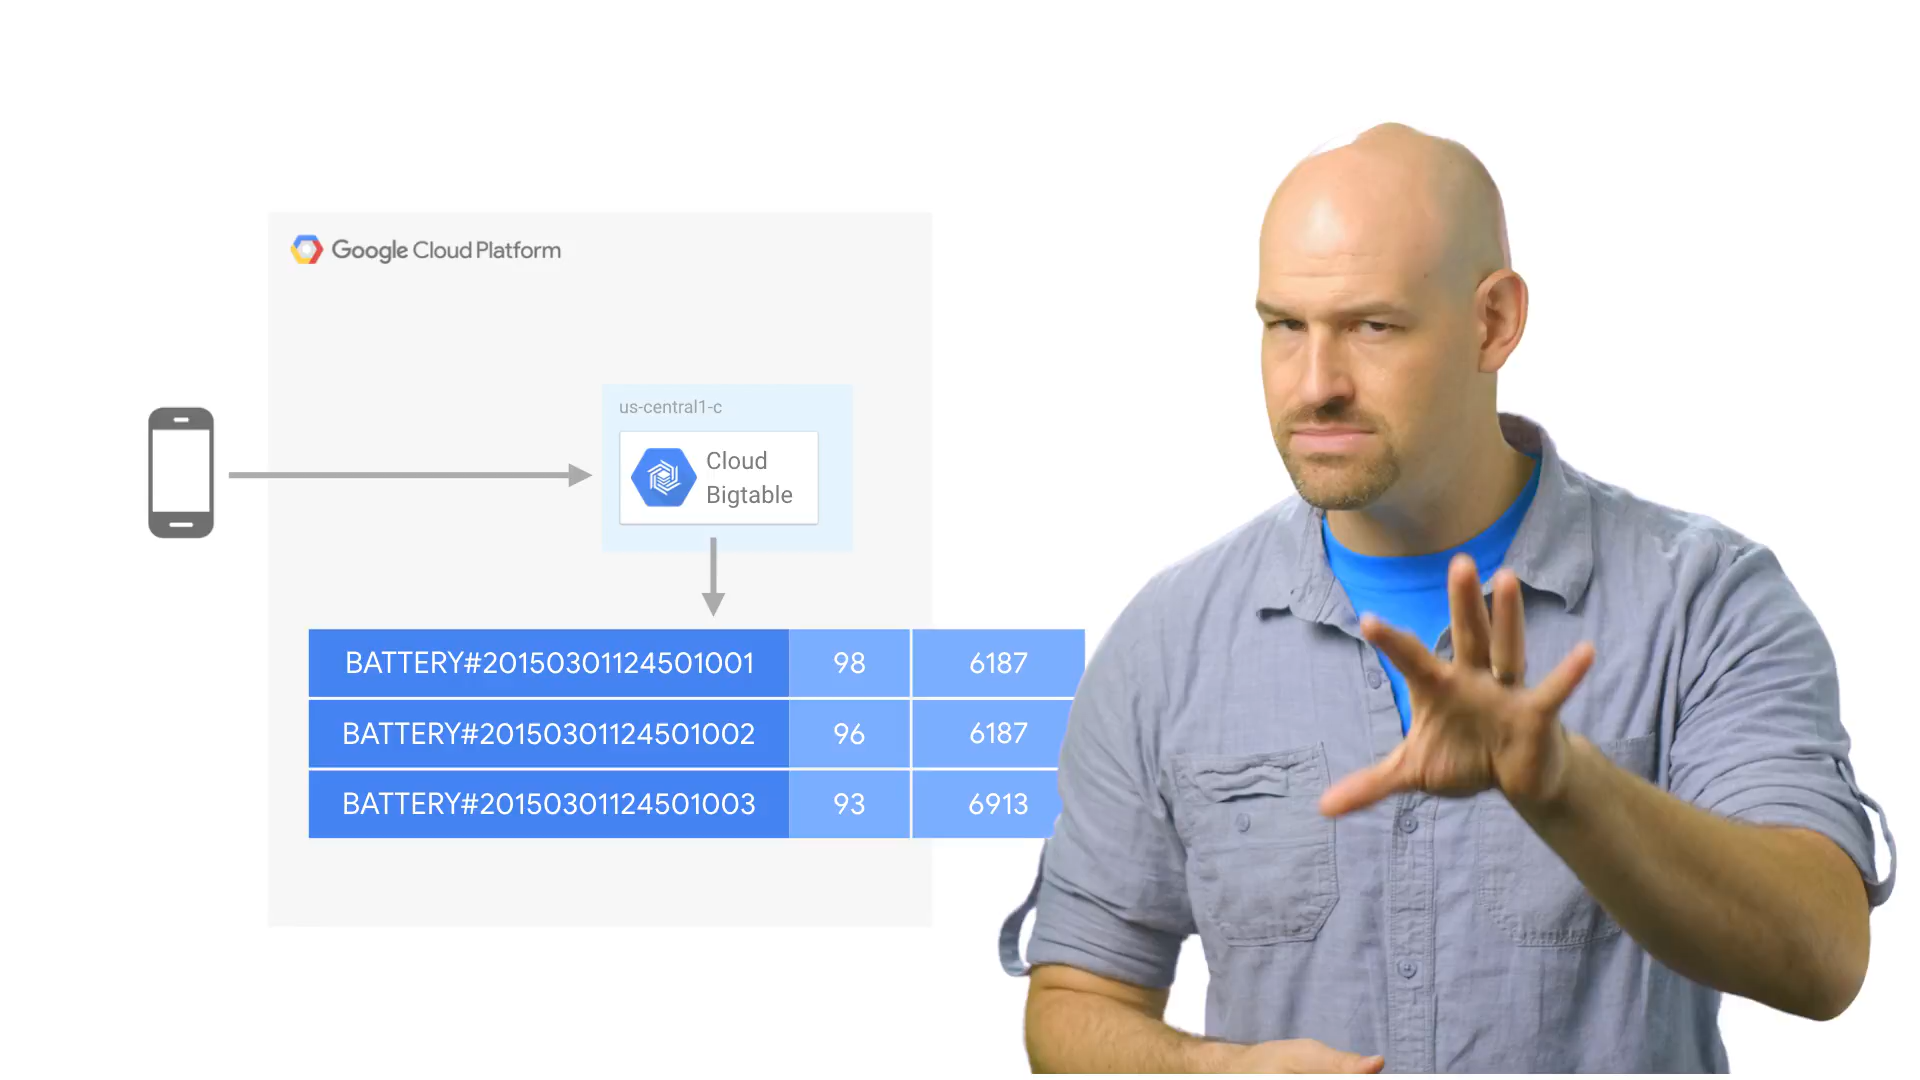 Google Cloud Platform
us-central1-c
Cloud
Bigtable
BATTERY#20150301124501001 98 6187
BATTERY#20150301124501002 96 6187
BATTERY#20150301124501003 93 6913